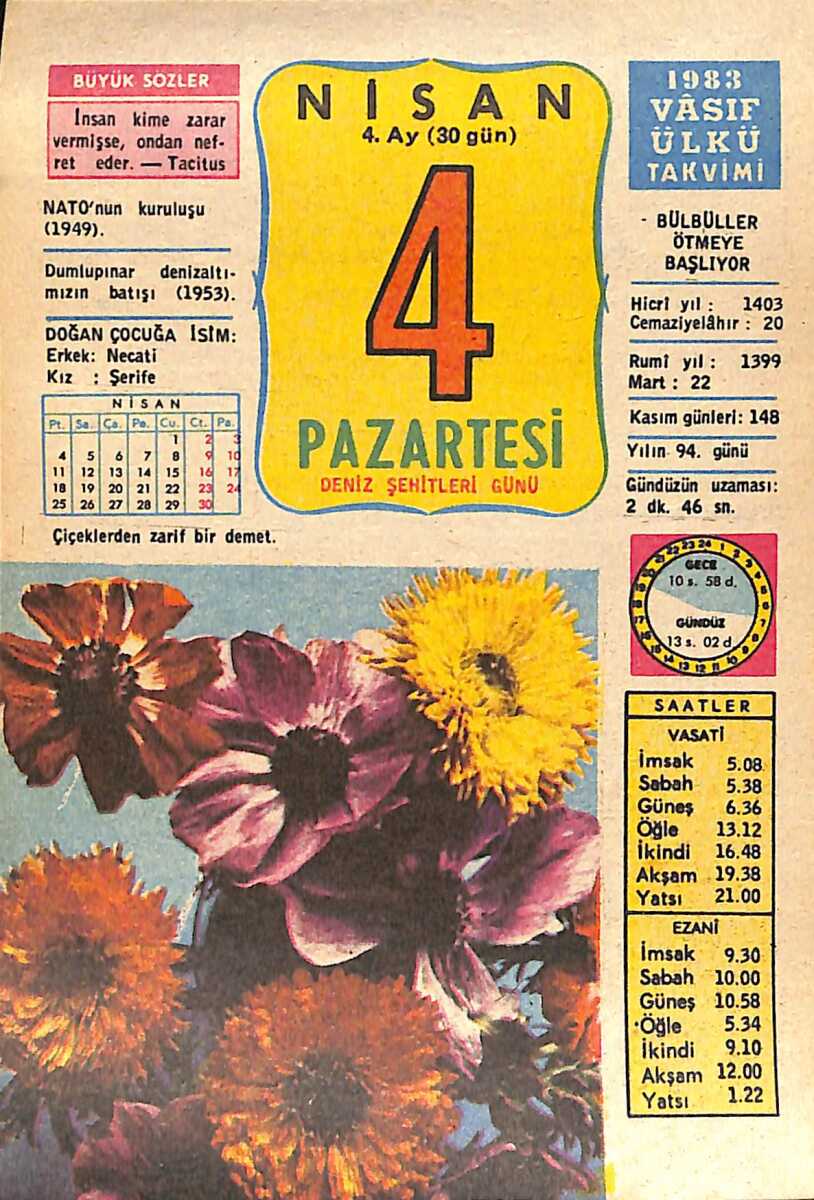 BÜYÜK SÖZLER
İnsan kime zarar
vermişse, ondan nef-
ret eder. — Tacitus
NATO'nun kuruluşu
(1949).
Dumlupınar denizaltı-
mızın batışı (1953).
DOĞAN ÇOCUĞA İSİM:
Erkek: Necati
Kız : Şerife
NİSAN
Pt. Sa. Ça. Pe. Cu. Ct. Pa.
1 2 3
4 5 6 7 8 9 10
11 12 13 14 15 16 17
18 19 20 21 22 23 24
25 26 27 28 29 30
NİSAN
4. Ay (30 gün)
4
PAZARTESİ
DENİZ ŞEHİTLERİ GÜNÜ
1983
VÂSIF
ÜLKÜ
TAKVİMİ
- BÜLBÜLLER
ÖTMEYE
BAŞLIYOR
Hicrî yıl : 1403
Cemaziyelâhır : 20
Rumî yıl : 1399
Mart : 22
Kasım günleri: 148
Yılın 94. günü
Gündüzün uzaması:
2 dk. 46 sn.
GECE
10 s. 58 d.
GÜNDÜZ
13 s. 02 d.
SAATLER
VASATİ
İmsak 5.08
Sabah 5.38
Güneş 6.36
Öğle 13.12
İkindi 16.48
Akşam 19.38
Yatsı 21.00
EZANİ
İmsak 9.30
Sabah 10.00
Güneş 10.58
Öğle 5.34
İkindi 9.10
Akşam 12.00
Yatsı 1.22
Çiçeklerden zarif bir demet.